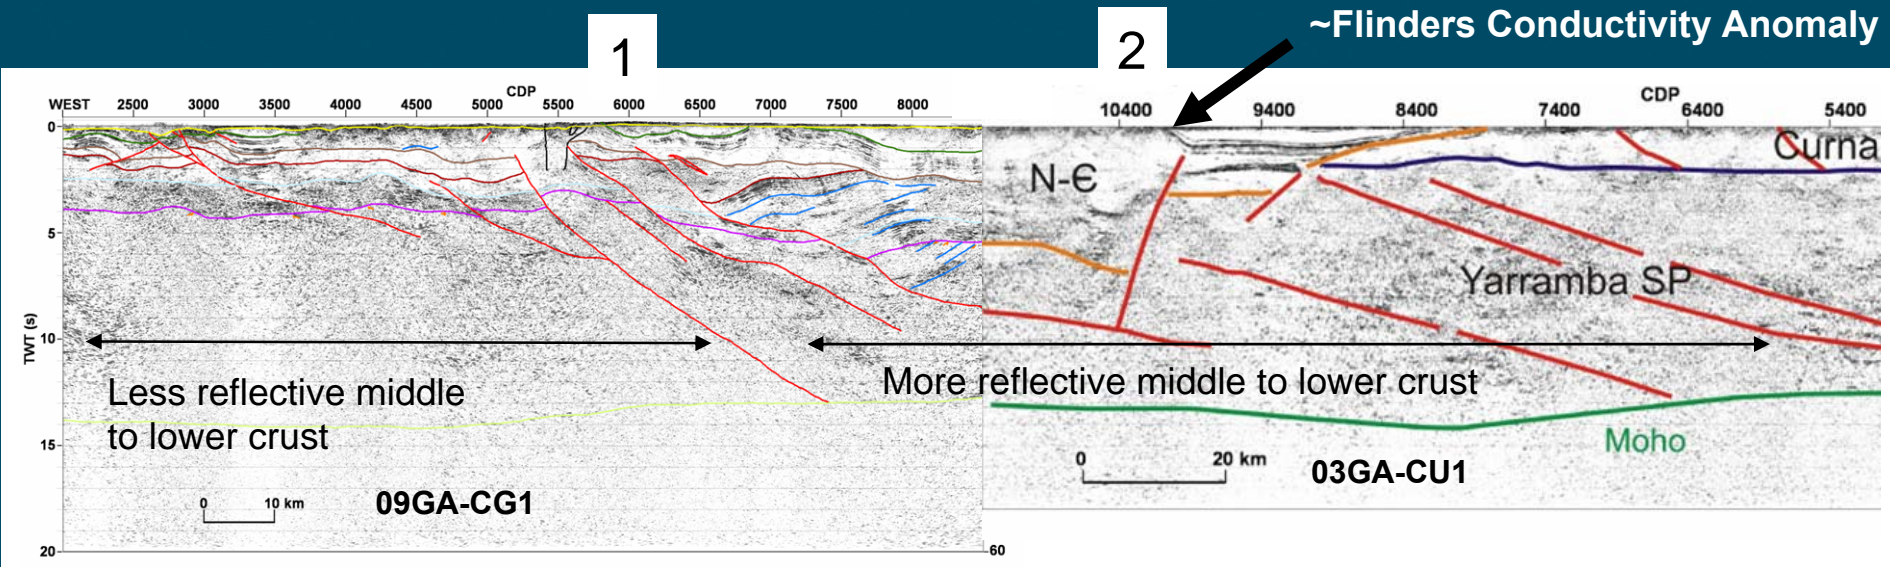 ~Flinders Conductivity Anomaly
1
2
CDP
WEST 2500 3000 3500 4000 4500 5000 5500 6000 6500 7000 7500 8000
CDP
10400 9400 8400 7400 6400 5400
0
5
10
15
20
TWT (s)
N-Є
Curna
Yarramba SP
Less reflective middle
to lower crust
More reflective middle to lower crust
Moho
0 10 km
09GA-CG1
0 20 km
03GA-CU1
60